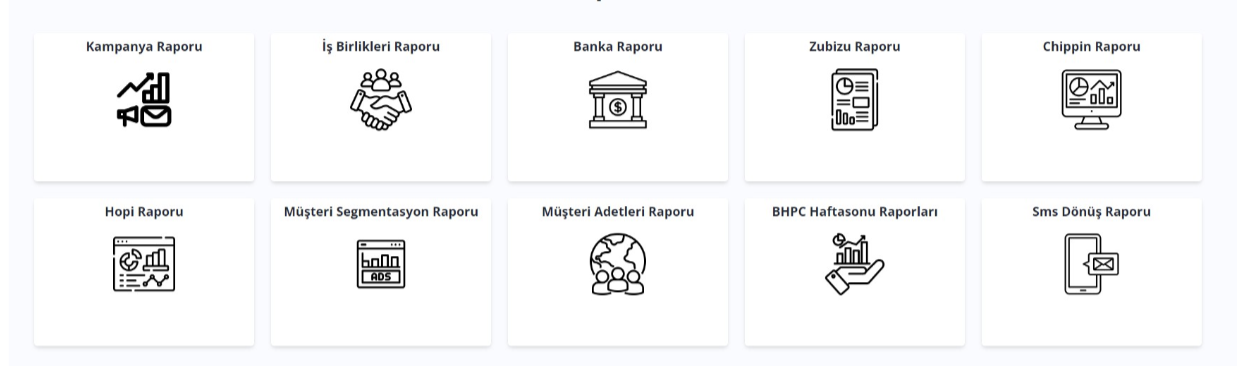 Kampanya Raporu
İş Birlikleri Raporu
Banka Raporu
Zubizu Raporu
Chippin Raporu
Hopi Raporu
Müşteri Segmentasyon Raporu
ADS
Müşteri Adetleri Raporu
BHPC Haftasonu Raporları
Sms Dönüş Raporu